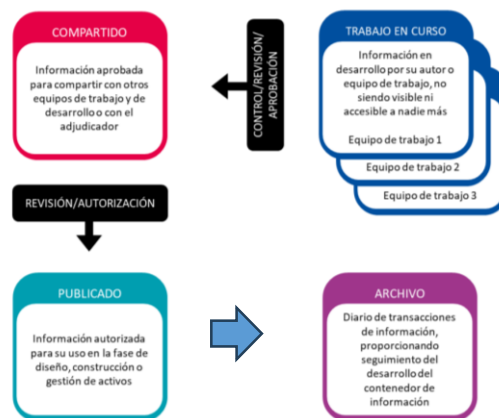 COMPARTIDO
Información aprobada
para compartir con otros
equipos de trabajo y de
desarrollo o con el
adjudicador
CONTROL/REVISIÓN/
APROBACIÓN
TRABAJO EN CURSO
Información en
desarrollo por su autor o
equipo de trabajo, no
siendo visible ni
accesible a nadie más
Equipo de trabajo 1
Equipo de trabajo 2
Equipo de trabajo 3
REVISIÓN/AUTORIZACIÓN
PUBLICADO
Información autorizada
para su uso en la fase de
diseño, construcción o
gestión de activos
ARCHIVO
Diario de transacciones
de información,
proporcionando
seguimiento del
desarrollo del
contenedor de
información